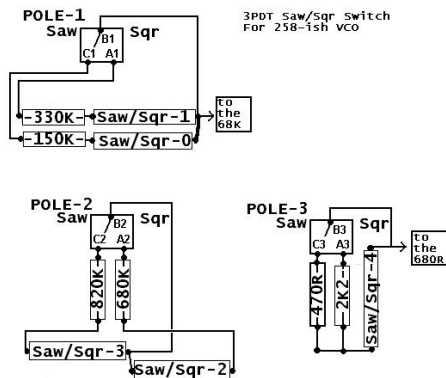 POLE-1
Saw Sqr
B1
C1 A1
3PDT Saw/Sqr Switch
For 258-ish VCO
-330K- Saw/Sqr-1
-150K- Saw/Sqr-0
to
the
68K
POLE-2
Saw Sqr
B2
C2 A2
820K
680K
Saw/Sqr-3
Saw/Sqr-2
POLE-3
Saw Sqr
B3
C3 A3
470R
2K2
Saw/Sqr-4
to
the
680R